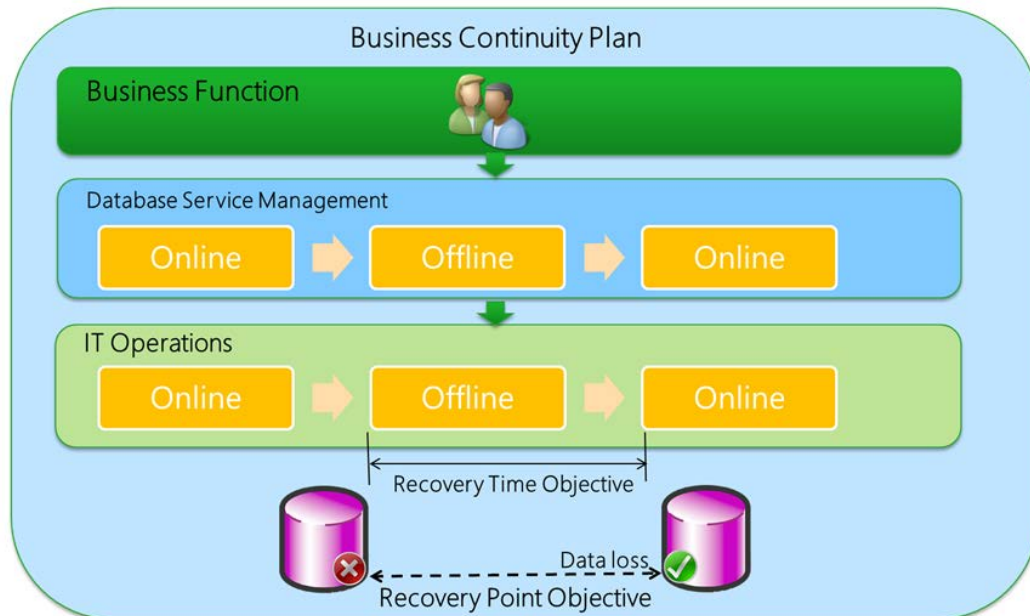 Business Continuity Plan
Business Function
Database Service Management
Online
Offline
Online
IT Operations
Online
Offline
Online
Recovery Time Objective
Data loss
Recovery Point Objective